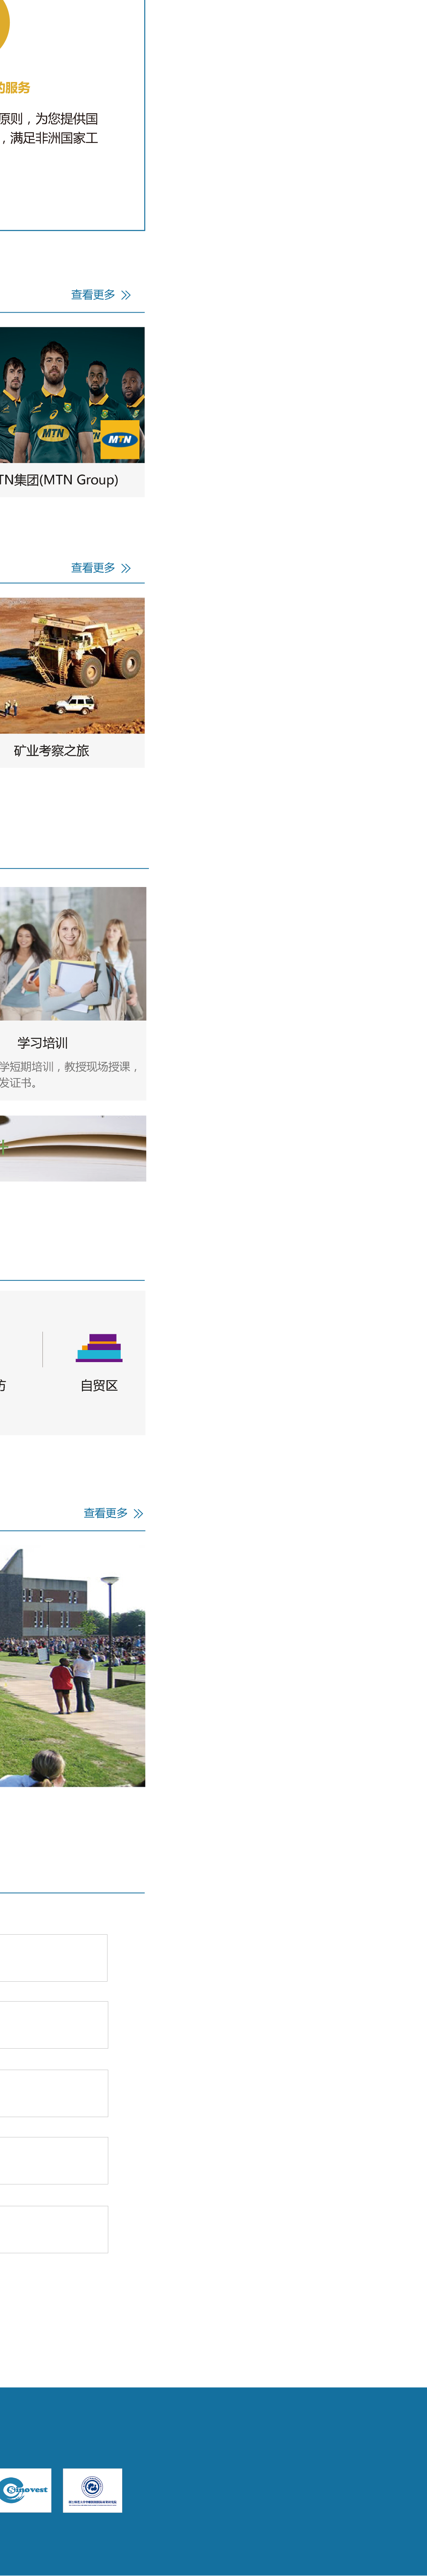 的服务
原则，为您提供国
，满足非洲国家工
查看更多
MTN
MTN
TN集团(MTN Group)
查看更多
矿业考察之旅
学习培训
学短期培训，教授现场授课，
发证书。
自贸区
查看更多
Sinovest